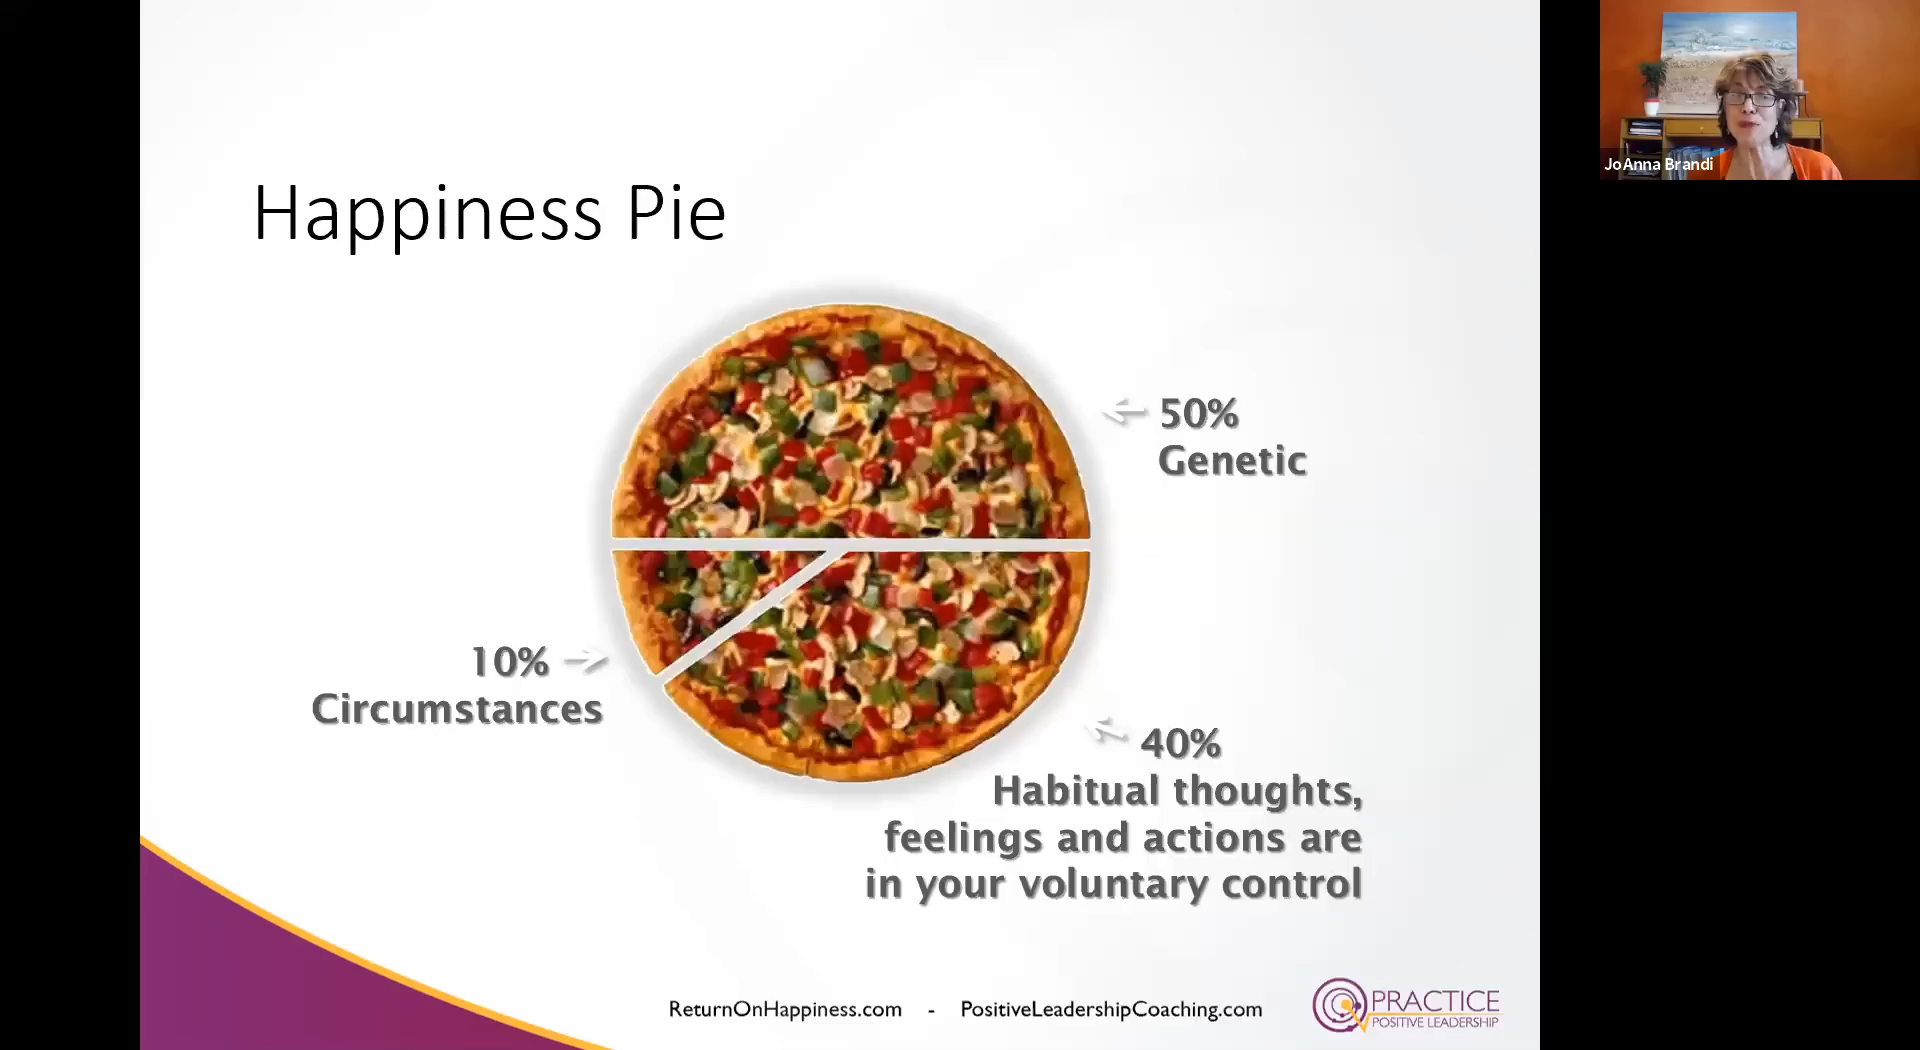 JoAnna Brandi
Happiness Pie
50%
Genetic
10%
Circumstances
40%
Habitual thoughts,
feelings and actions are
in your voluntary control
ReturnOnHappiness.com - PositiveLeadershipCoaching.com
PRACTICE
POSITIVE LEADERSHIP